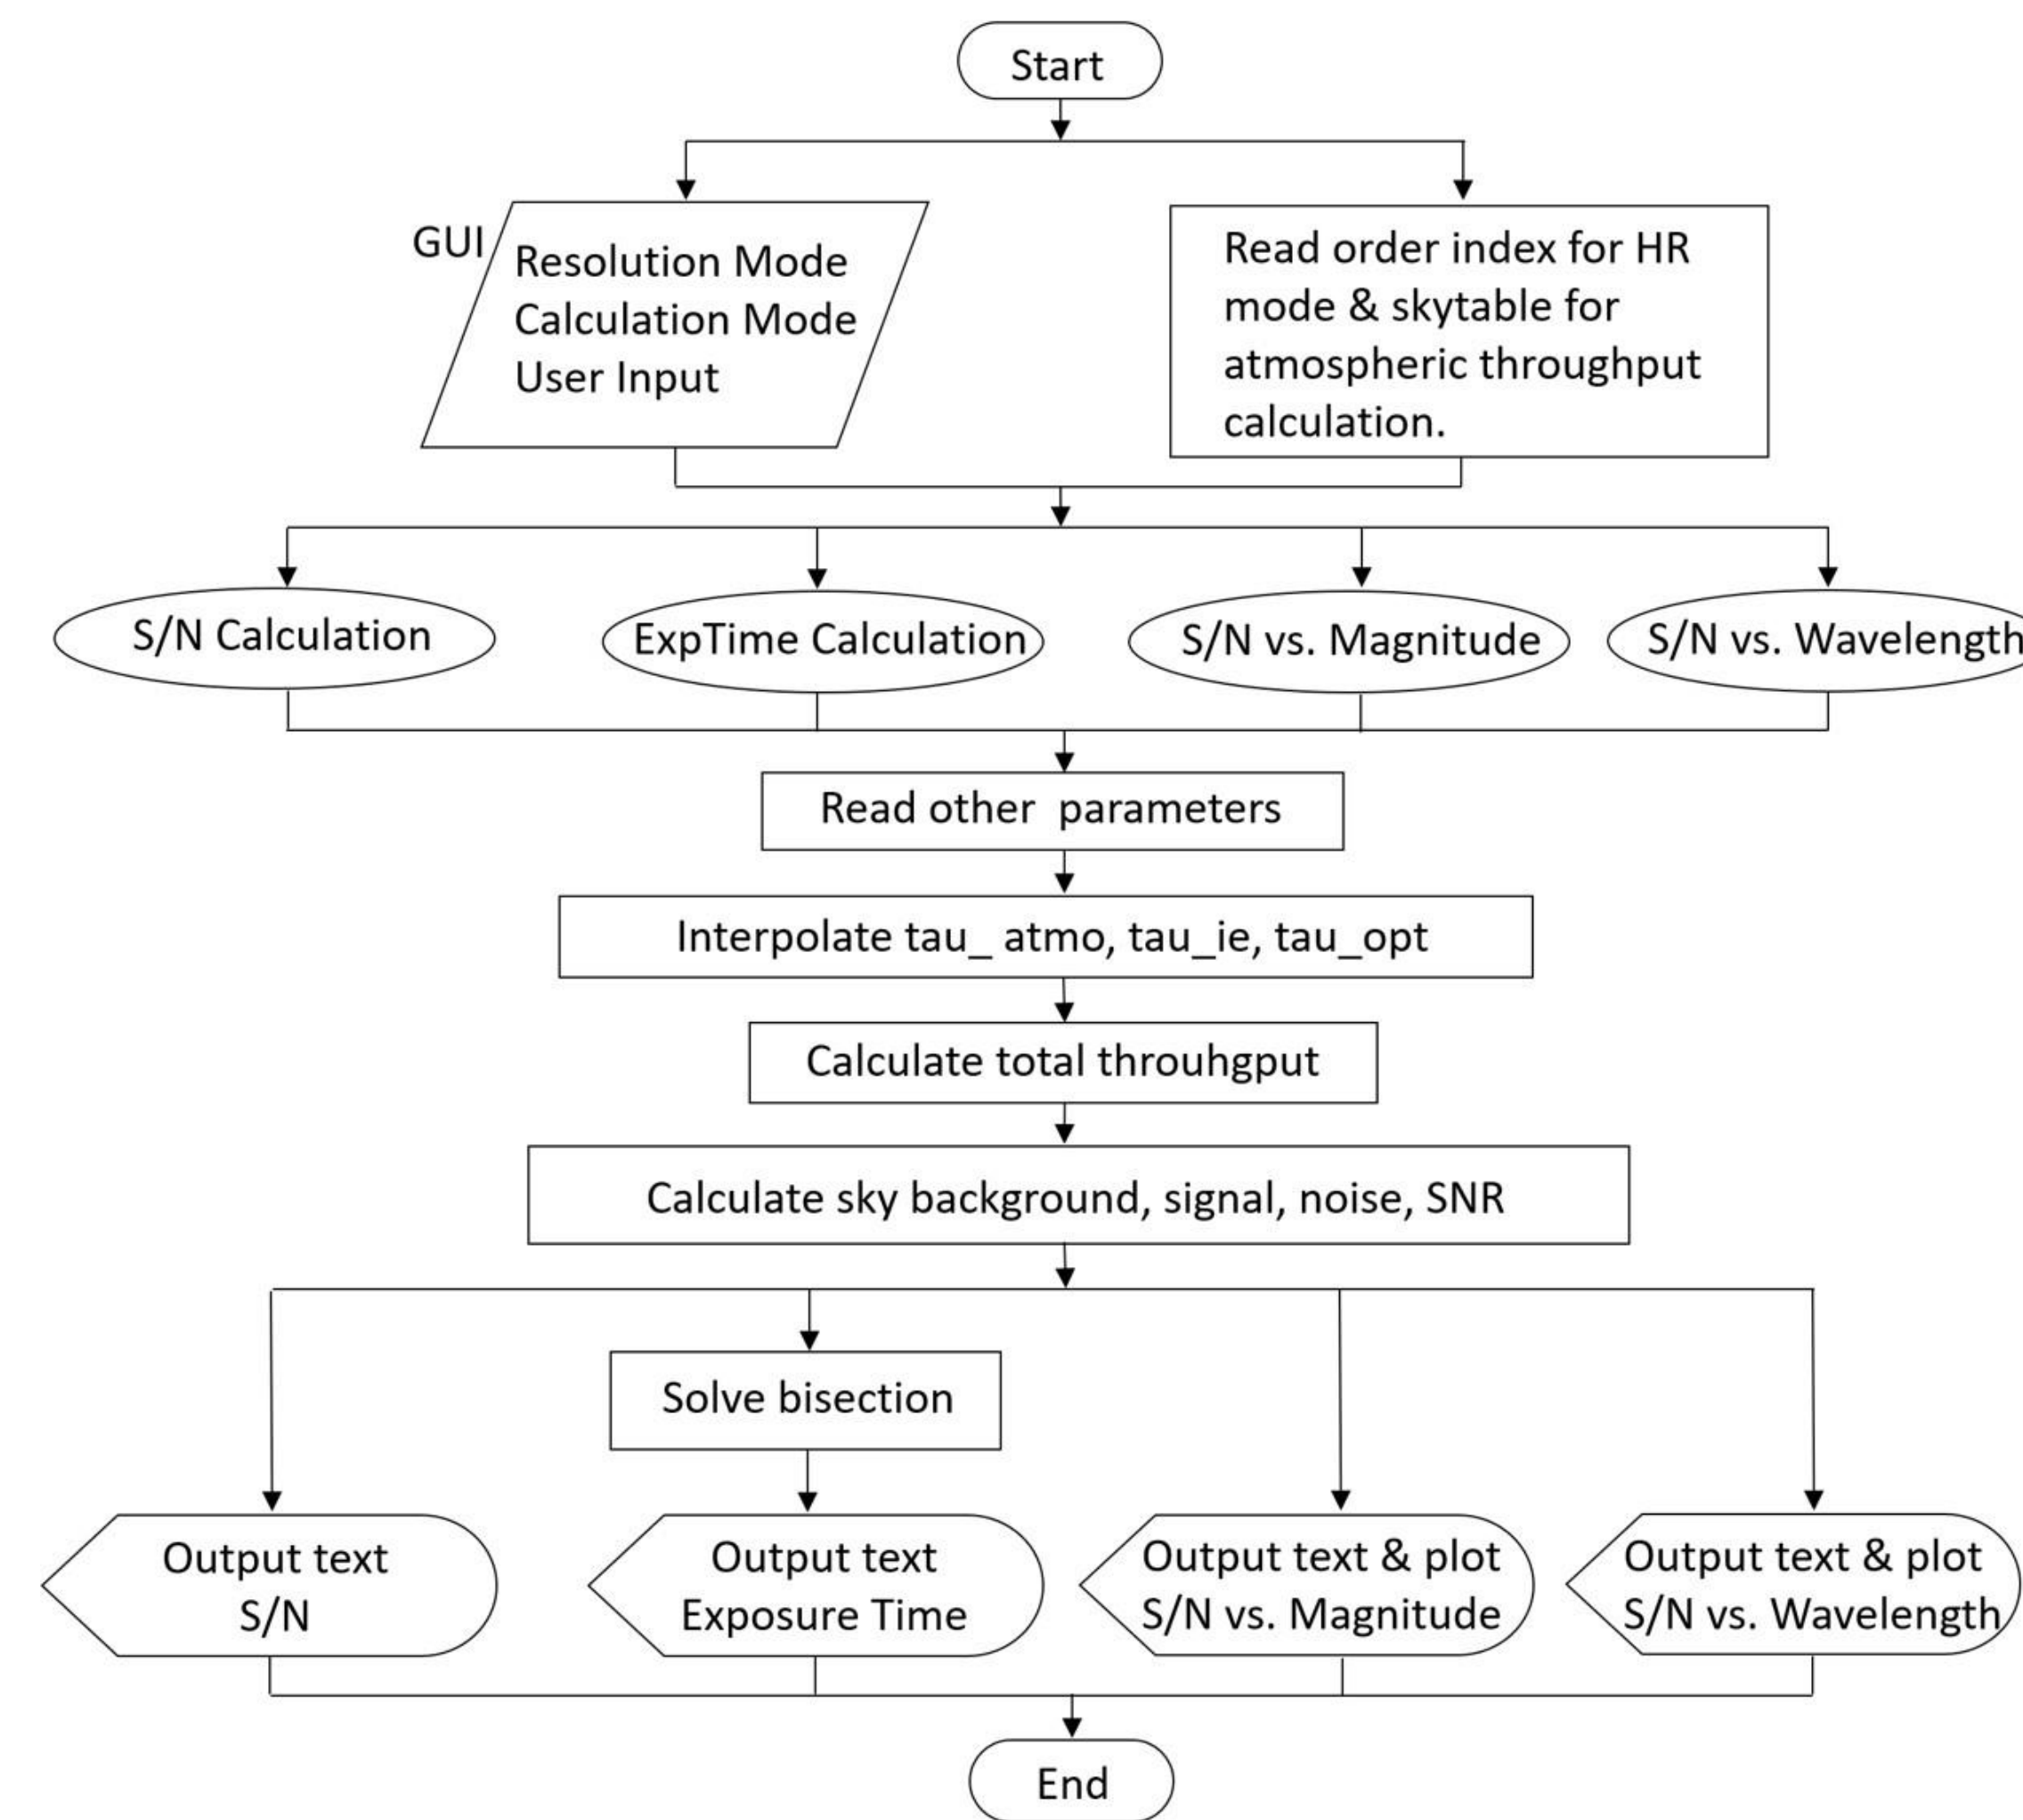 Start
GUI
Resolution Mode
Calculation Mode
User Input
Read order index for HR
mode & skytable for
atmospheric throughput
calculation.
S/N Calculation
ExpTime Calculation
S/N vs. Magnitude
S/N vs. Wavelength
Read other  parameters
Interpolate tau_ atmo, tau_ie, tau_opt
Calculate total throuhgput
Calculate sky background, signal, noise, SNR
Solve bisection
Output text
S/N
Output text
Exposure Time
Output text & plot
S/N vs. Magnitude
Output text & plot
S/N vs. Wavelength
End